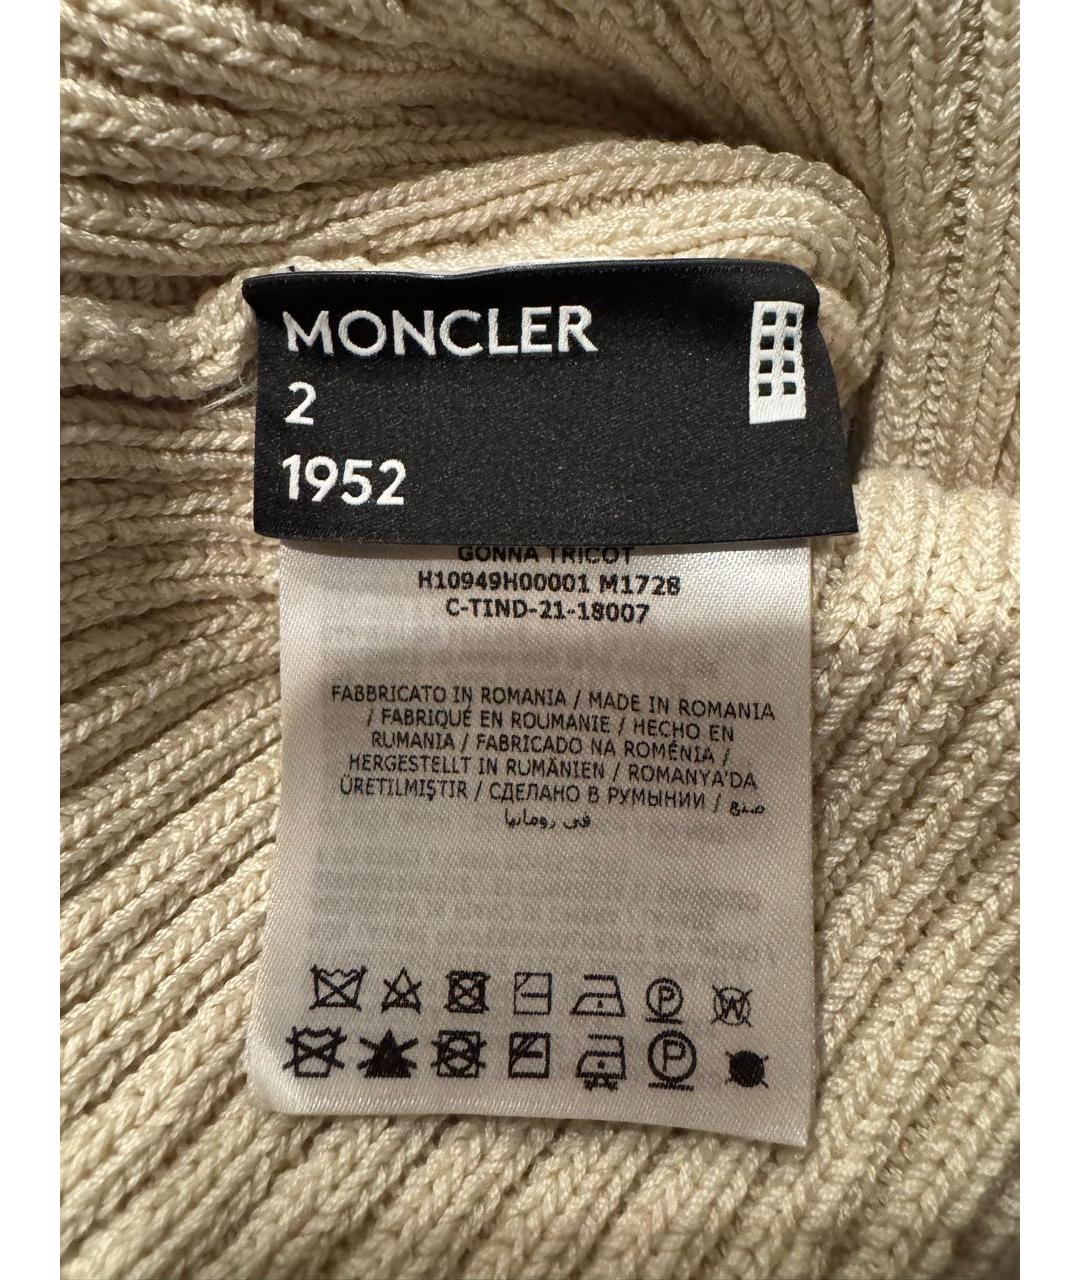 MONCLER
2
1952
GONNA TRICOT
H10949H00001 M1728
C-TIND-21-18007
FABBRICATO IN ROMANIA / MADE IN ROMANIA
/ FABRIQUÉ EN ROUMANIE / HECHO EN
RUMANIA / FABRICADO NA ROMÉNIA /
HERGESTELLT IN RUMÄNIEN / ROMANYA'DA
ÜRETILMIŞTIR / СДЕЛАНО В РУМЫНИИ / صنع
في رومانيا
P W
P